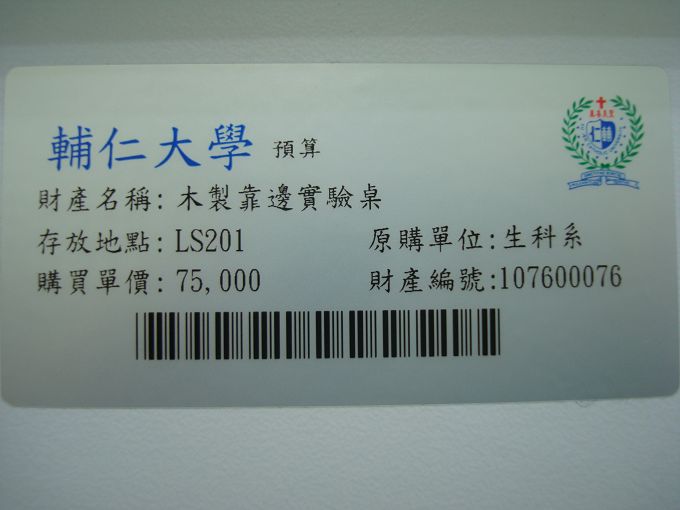 輔仁大學 預算
財產名稱: 木製靠邊實驗桌
存放地點: LS201 原購單位: 生科系
購買單價: 75,000 財產編號:107600076